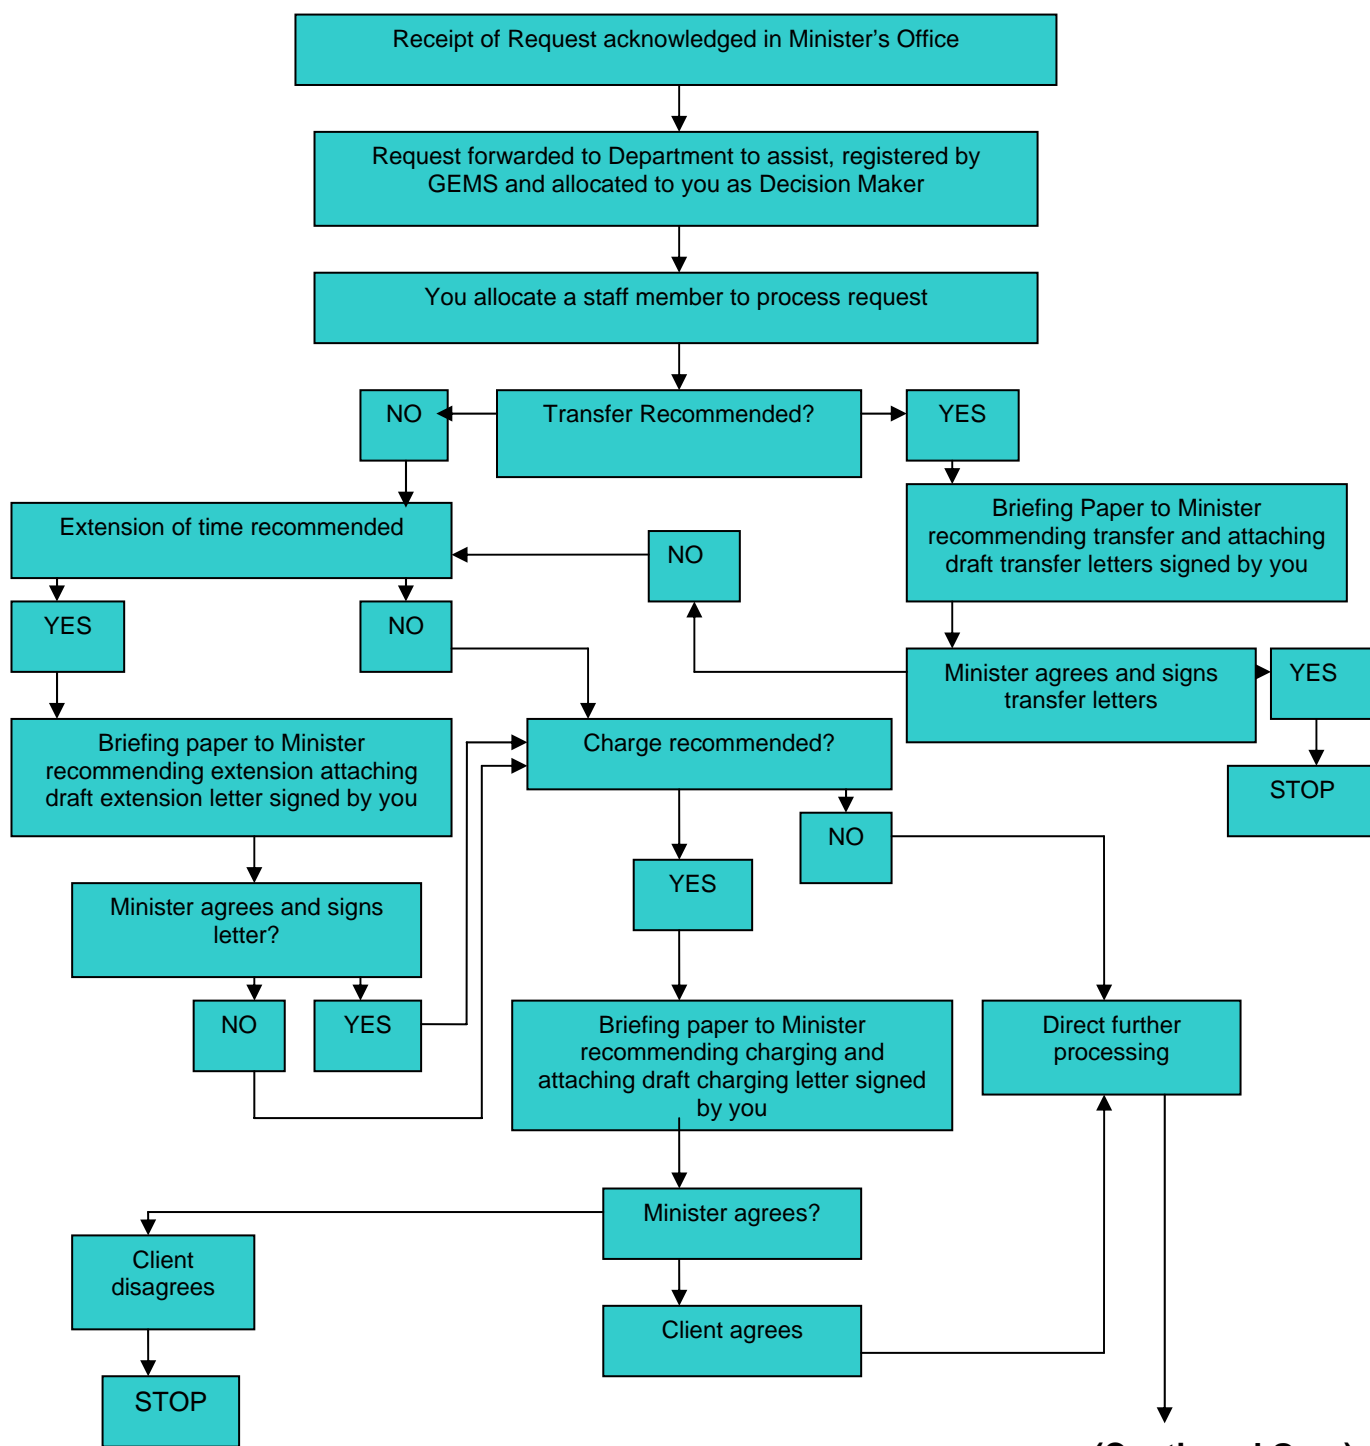 Receipt of Request acknowledged in Minister's Office
Request forwarded to Department to assist, registered by
GEMS and allocated to you as Decision Maker
You allocate a staff member to process request
NO
Transfer Recommended?
YES
Extension of time recommended
NO
Briefing Paper to Minister
recommending transfer and attaching
draft transfer letters signed by you
YES
NO
Minister agrees and signs
transfer letters
YES
Briefing paper to Minister
recommending extension attaching
draft extension letter signed by you
Charge recommended?
STOP
NO
YES
Minister agrees and signs
letter?
NO
YES
Briefing paper to Minister
recommending charging and
attaching draft charging letter signed
by you
Direct further
processing
Minister agrees?
Client
disagrees
Client agrees
STOP